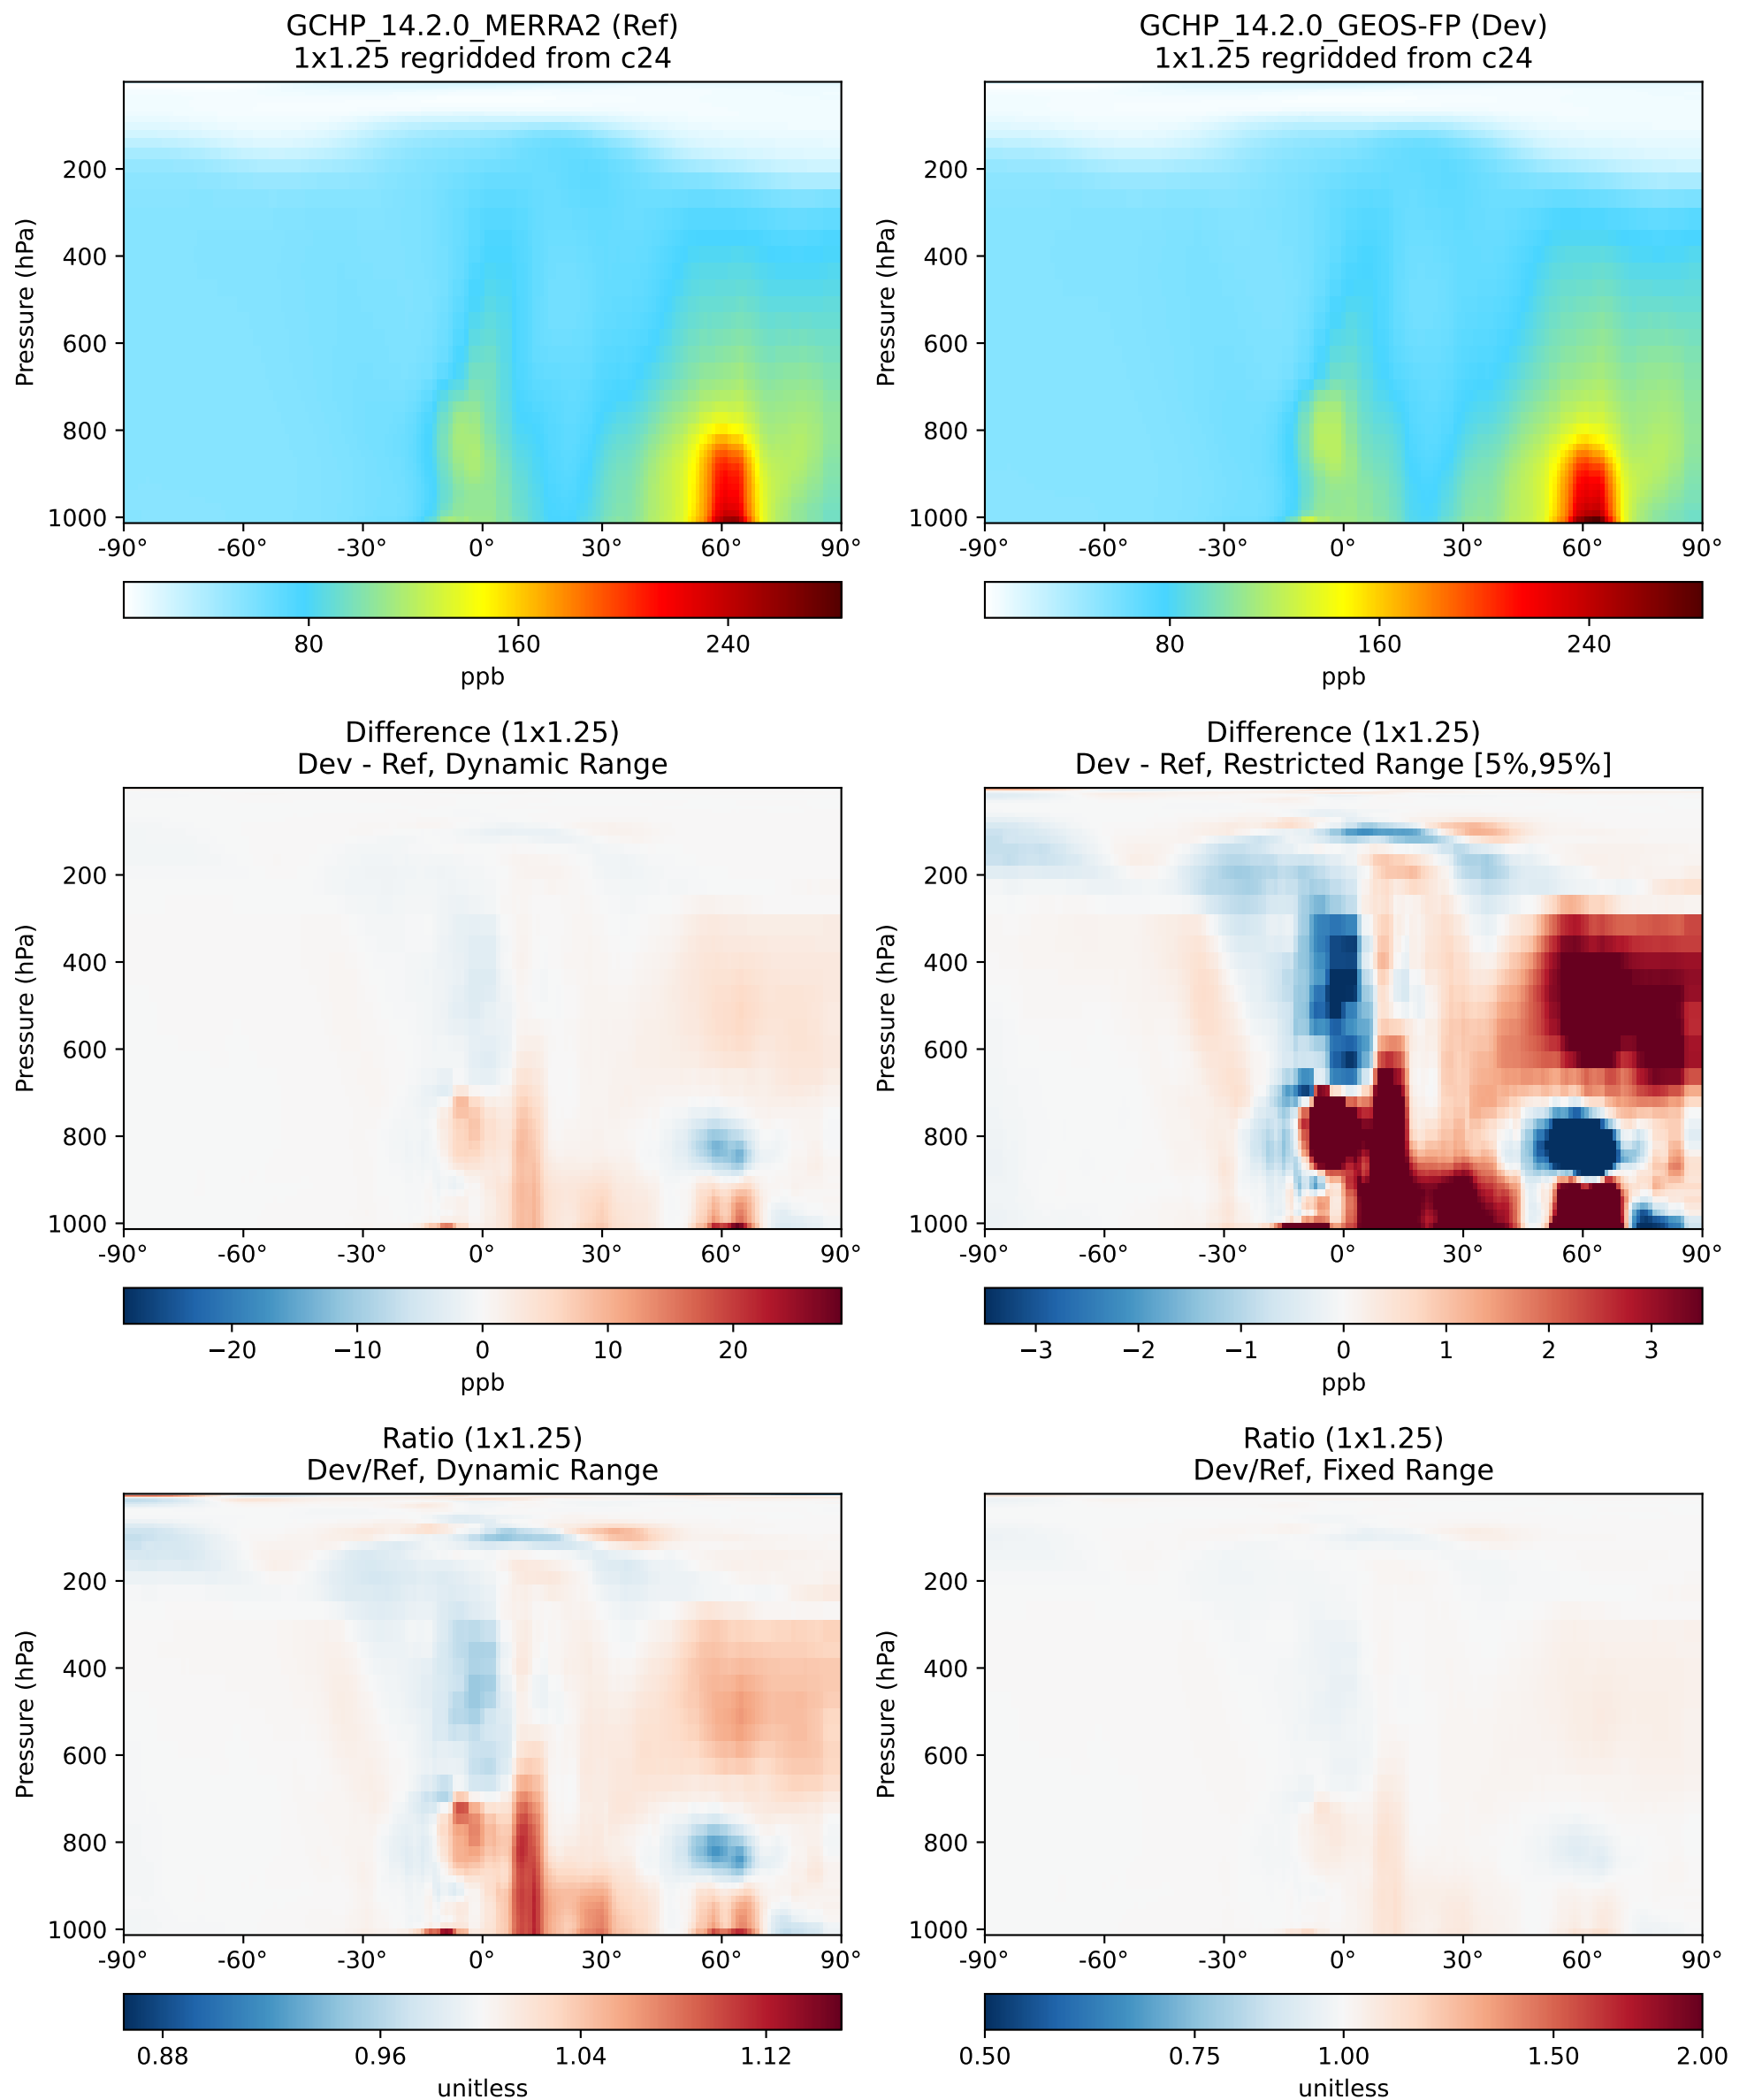 GCHP_14.2.0_MERRA2 (Ref)
1x1.25 regridded from c24
Pressure (hPa)
200
400
600
800
1000
-90° -60° -30° 0° 30° 60° 90°
80 160 240
ppb
GCHP_14.2.0_GEOS-FP (Dev)
1x1.25 regridded from c24
Pressure (hPa)
200
400
600
800
1000
-90° -60° -30° 0° 30° 60° 90°
80 160 240
ppb
Difference (1x1.25)
Dev - Ref, Dynamic Range
Pressure (hPa)
200
400
600
800
1000
-90° -60° -30° 0° 30° 60° 90°
−20 −10 0 10 20
ppb
Difference (1x1.25)
Dev - Ref, Restricted Range [5%,95%]
Pressure (hPa)
200
400
600
800
1000
-90° -60° -30° 0° 30° 60° 90°
−3 −2 −1 0 1 2 3
ppb
Ratio (1x1.25)
Dev/Ref, Dynamic Range
Pressure (hPa)
200
400
600
800
1000
-90° -60° -30° 0° 30° 60° 90°
0.88 0.96 1.04 1.12
unitless
Ratio (1x1.25)
Dev/Ref, Fixed Range
Pressure (hPa)
200
400
600
800
1000
-90° -60° -30° 0° 30° 60° 90°
0.50 0.75 1.00 1.50 2.00
unitless